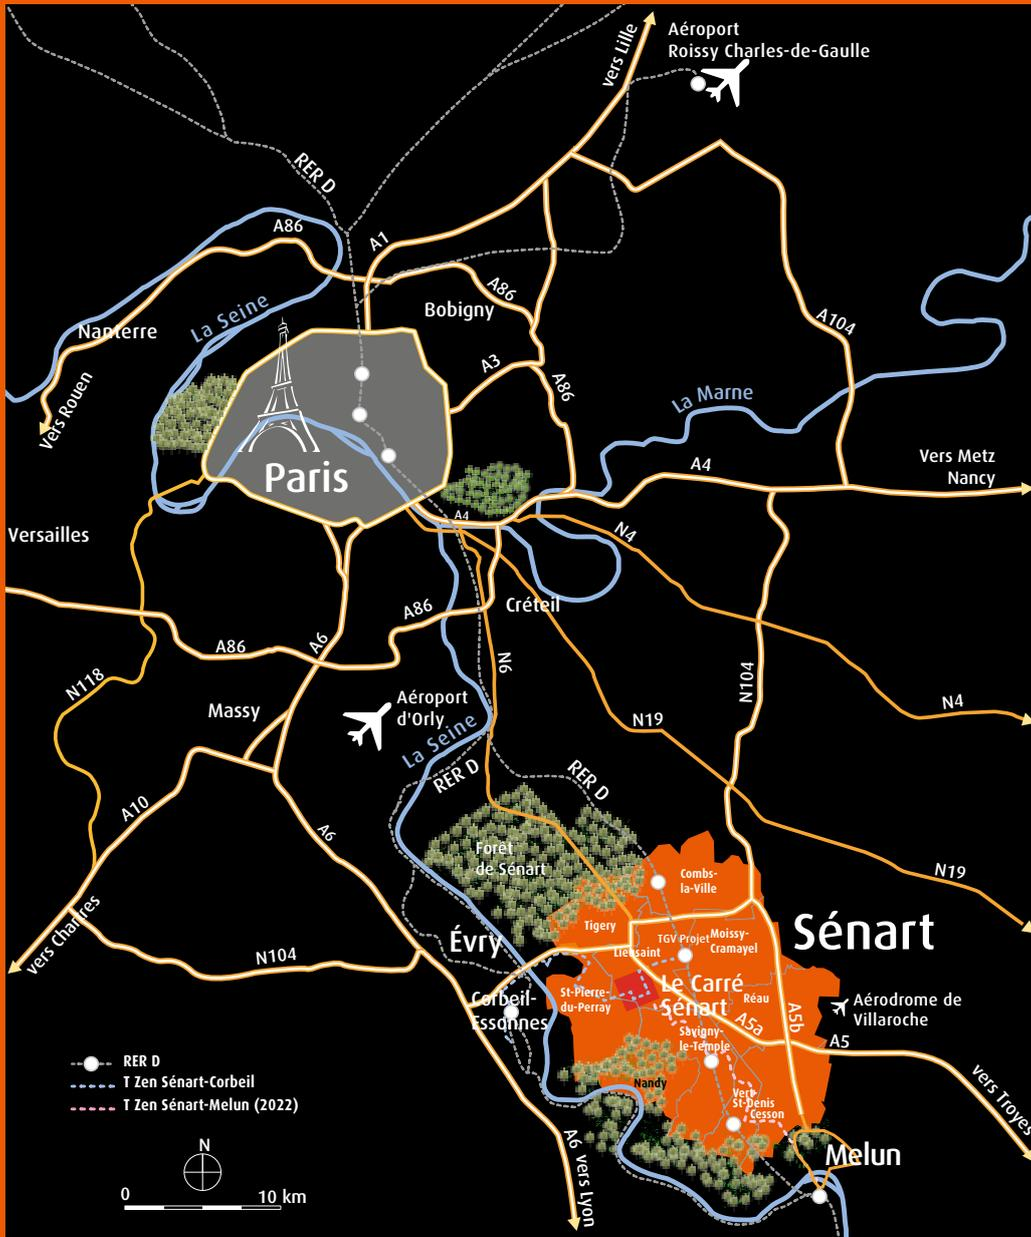 Aéroport
Roissy Charles-de-Gaulle
vers Lille
RER D
A86
A1
La Seine
Nanterre
Bobigny
A86
A104
A3
A86
Vers Rouen
La Marne
Paris
A4
Vers Metz
Nancy
A4
Versailles
N4
Créteil
A86
A86
A6
N6
N118
N104
Massy
Aéroport
d'Orly
N4
N19
La Seine
RER D
RER D
A10
A6
Forêt
de Sénart
N19
Combs-
la-Ville
vers Chartres
Tigery
Sénart
Évry
TGV Projet
Moissy-
Cramayel
Lieusaint
N104
Le Carré
Sénart
St-Pierre-
du-Perray
Réau
Corbeil-
Essonnes
Aérodrome de
Villaroche
A5a
A5b
Savigny-
le-Temple
A5
RER D
T Zen Sénart-Corbeil
T Zen Sénart-Melun (2022)
Nandy
Vert-
St-Denis
Cesson
vers Troyes
A6 vers Lyon
Melun
N
0
10 km